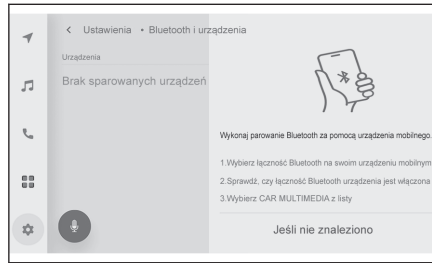 Ustawienia • Bluetooth i urządzenia
Urządzenia
Brak sparowanych urządzeń
Wykonaj parowanie Bluetooth za pomocą urządzenia mobilnego.
1.Wybierz łączność Bluetooth na swoim urządzeniu mobilnym
2.Sprawdź, czy łączność Bluetooth urządzenia jest włączona
3.Wybierz CAR MULTIMEDIA z listy
Jeśli nie znaleziono